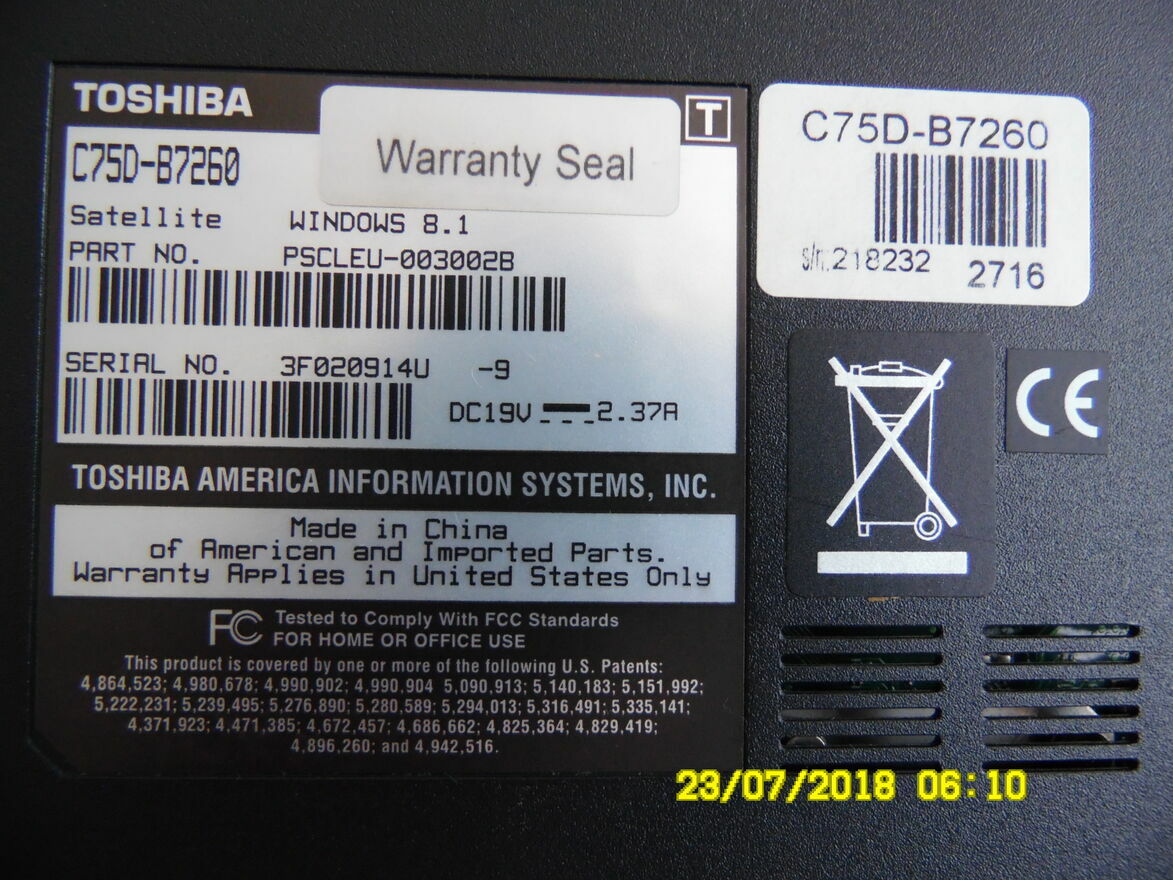 TOSHIBA
T
Warranty Seal
C75D-B7260
Satellite WINDOWS 8.1
PART NO. PSCLEU-003002B
SERIAL NO. 3F020914U -9
DC19V 2.37A
TOSHIBA AMERICA INFORMATION SYSTEMS, INC.
Made in China
of American and Imported Parts.
Warranty Applies in United States Only
FC Tested to Comply With FCC Standards
FOR HOME OR OFFICE USE
This product is covered by one or more of the following U.S. Patents:
4,864,523; 4,980,678; 4,990,902; 4,990,904 5,090,913; 5,140,183; 5,151,992;
5,222,231; 5,239,495; 5,276,890; 5,280,589; 5,294,013; 5,316,491; 5,335,141;
4,371,923; 4,471,385; 4,672,457; 4,686,662; 4,825,364; 4,829,419;
4,896,260; and 4,942,516.
C75D-B7260
s/n:218232 2716
CE
23/07/2018 06:10